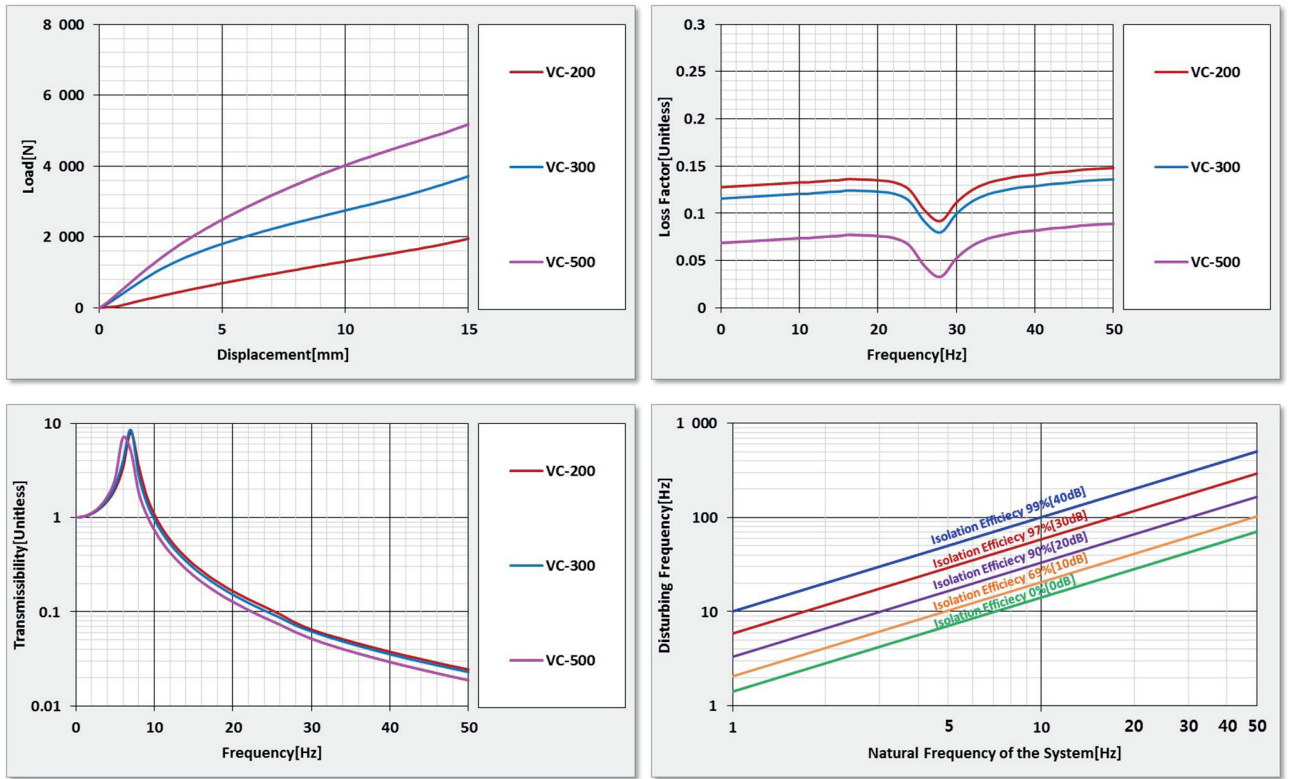 8 000
6 000
4 000
2 000
0
0 5 10 15
Load[N]
Displacement[mm]
VC-200
VC-300
VC-500
0.3
0.25
0.2
0.15
0.1
0.05
0
0 10 20 30 40 50
Loss Factor[Unitless]
Frequency[Hz]
VC-200
VC-300
VC-500
10
1
0.1
0.01
0 10 20 30 40 50
Transmissibility[Unitless]
Frequency[Hz]
VC-200
VC-300
VC-500
1 000
100
10
1
1 5 10 20 30 40 50
Disturbing Frequency[Hz]
Natural Frequency of the System[Hz]
Isolation Efficiecy 99%[40dB]
Isolation Efficiecy 97%[30dB]
Isolation Efficiecy 90%[20dB]
Isolation Efficiecy 69%[10dB]
Isolation Efficiecy 0%[0dB]